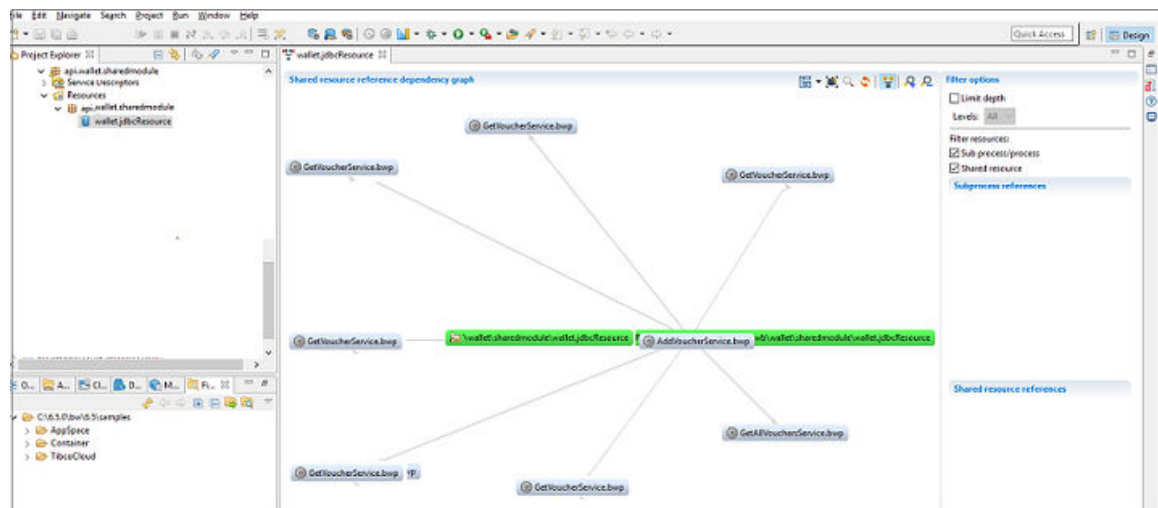 File Edit Navigate Search Project Run Window Help
Quick Access
Design
Project Explorer
wallet.jdbcResource
api.wallet.sharedmodule
Service Descriptors
Resources
api.wallet.sharedmodule
wallet.jdbcResource
Shared resource reference dependency graph
Filter options
Limit depth
Levels: All
Filter resources:
Sub process/process
Shared resource
Subprocess references
GetVoucherService.bwp
GetVoucherService.bwp
GetVoucherService.bwp
GetVoucherService.bwp
\wallet\sharedmodule\wallet.jdbcResource
AddVoucherService.bwp
wb\wallet\sharedmodule\wallet.jdbcResource
Shared resource references
GetAllVouchersService.bwp
GetVoucherService.bwp
GetVoucherService.bwp
O... A... Cl... D... M... Fi...
C:\6.5.0\bw\6.5\samples
AppSpace
Container
TibcoCloud